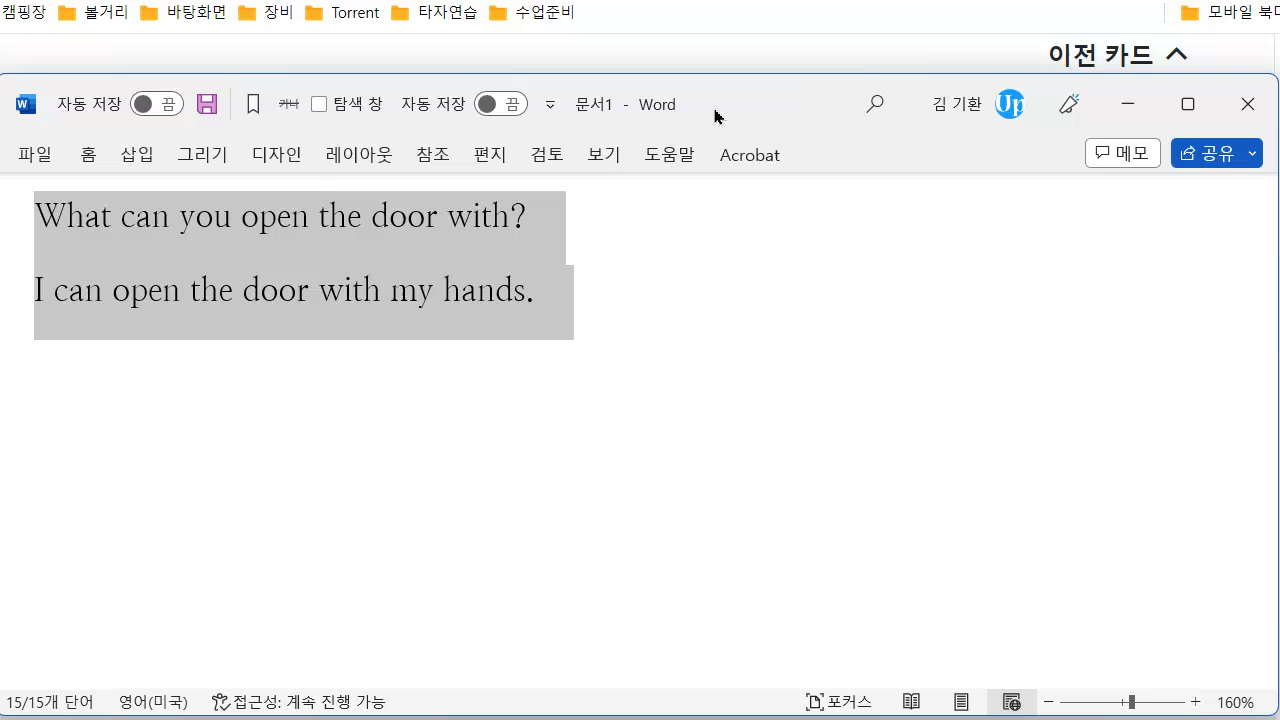 캠핑장 볼거리 바탕화면 장비 Torrent 타자연습 수업준비 모바일 북마
이전 카드
자동 저장 끔 가나 탐색 창 자동 저장 끔 문서1 - Word 김 기환 Up
파일 홈 삽입 그리기 디자인 레이아웃 참조 편지 검토 보기 도움말 Acrobat 메모 공유
What can you open the door with?
I can open the door with my hands.
15/15개 단어 영어(미국) 접근성: 계속 진행 가능 포커스 160%